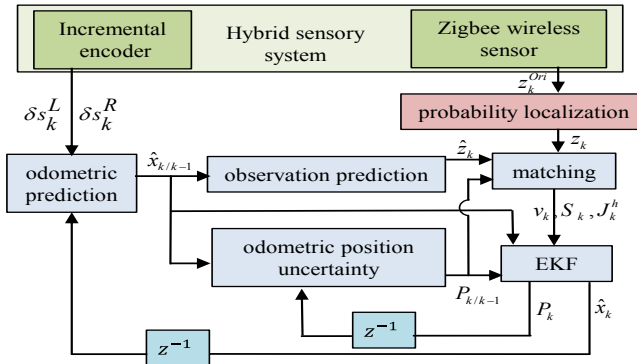 Incremental
encoder
Hybrid sensory
system
Zigbee wireless
sensor
δs_k^L δs_k^R
z_k^{Ori}
probability localization
z_k
odometric
prediction
x̂_{k/k-1}
observation prediction
ẑ_k
matching
v_k, S_k, J_k^h
odometric position
uncertainty
P_{k/k-1}
EKF
P_k
x̂_k
z^{-1}
z^{-1}